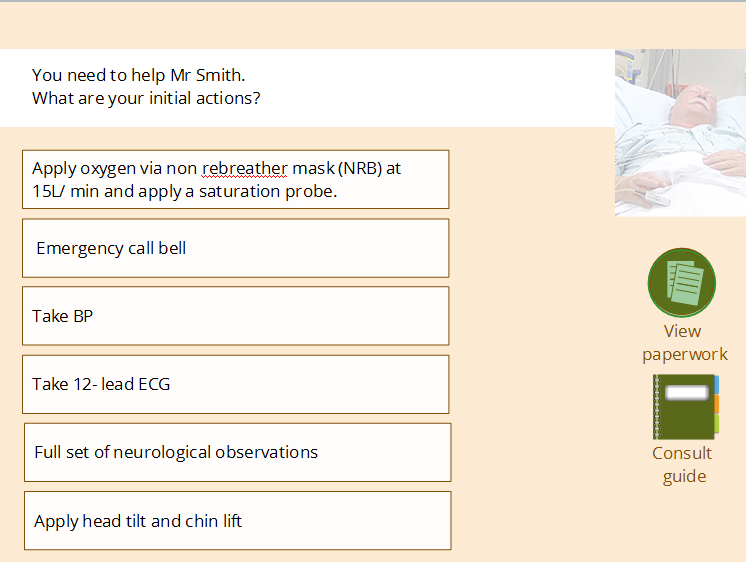 You need to help Mr Smith.
What are your initial actions?
Apply oxygen via non rebreather mask (NRB) at
15L/ min and apply a saturation probe.
Emergency call bell
Take BP
Take 12- lead ECG
Full set of neurological observations
Apply head tilt and chin lift
View
paperwork
Consult
guide